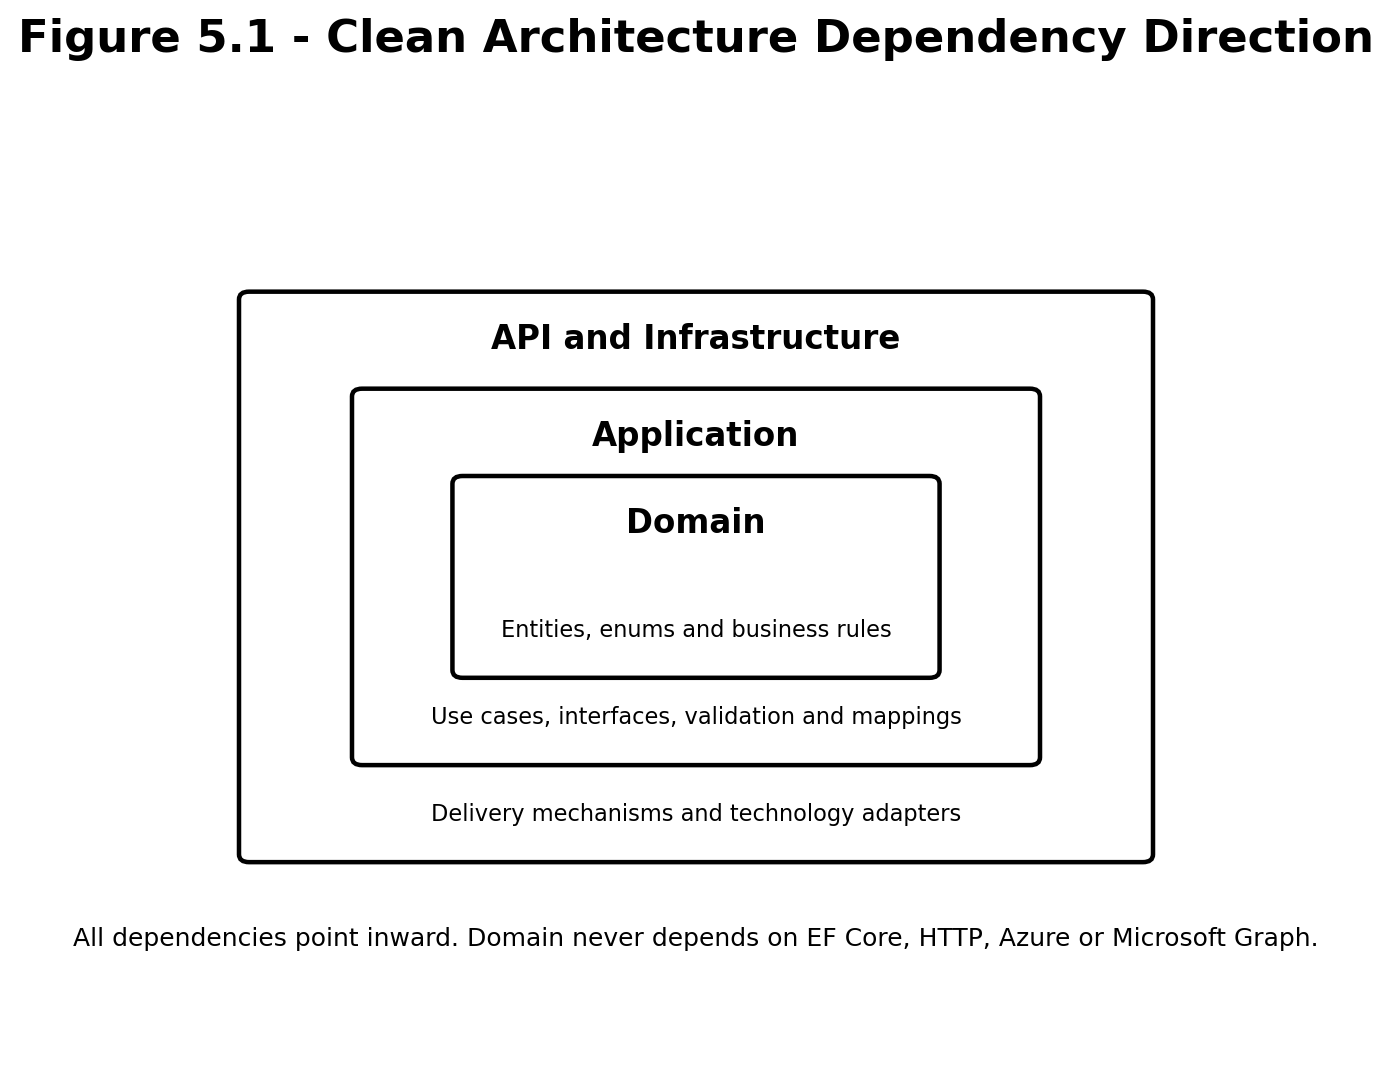 Figure 5.1 - Clean Architecture Dependency Direction
API and Infrastructure
Application
Domain
Entities, enums and business rules
Use cases, interfaces, validation and mappings
Delivery mechanisms and technology adapters
All dependencies point inward. Domain never depends on EF Core, HTTP, Azure or Microsoft Graph.